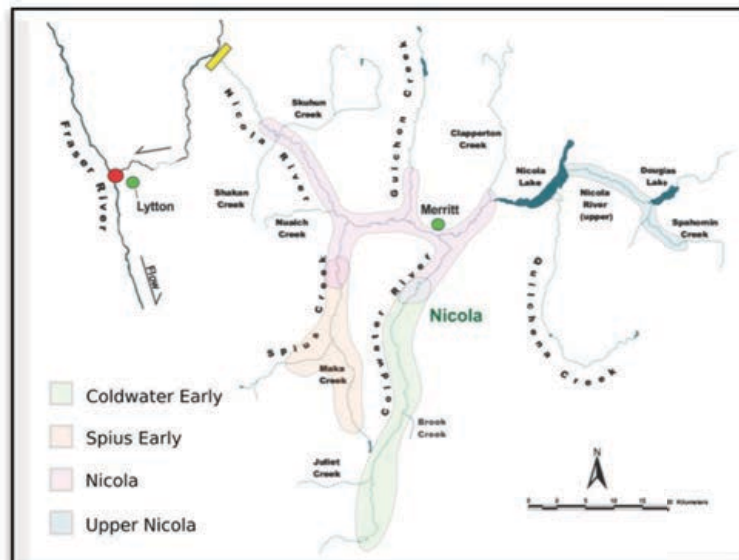 Skuhun
Creek
Nicola River
Guichon Creek
Clapperton
Creek
Fraser River
Lytton
Shakan
Creek
Nuaich
Creek
Merritt
Nicola
Lake
Douglas
Lake
Nicola
River
(upper)
Spahomin
Creek
Flow
Spius Creek
Coldwater River
Nicola
Quilchena Creek
Maka
Creek
Brook
Creek
Juliet
Creek
Coldwater Early
Spius Early
Nicola
Upper Nicola
N
Kilometers